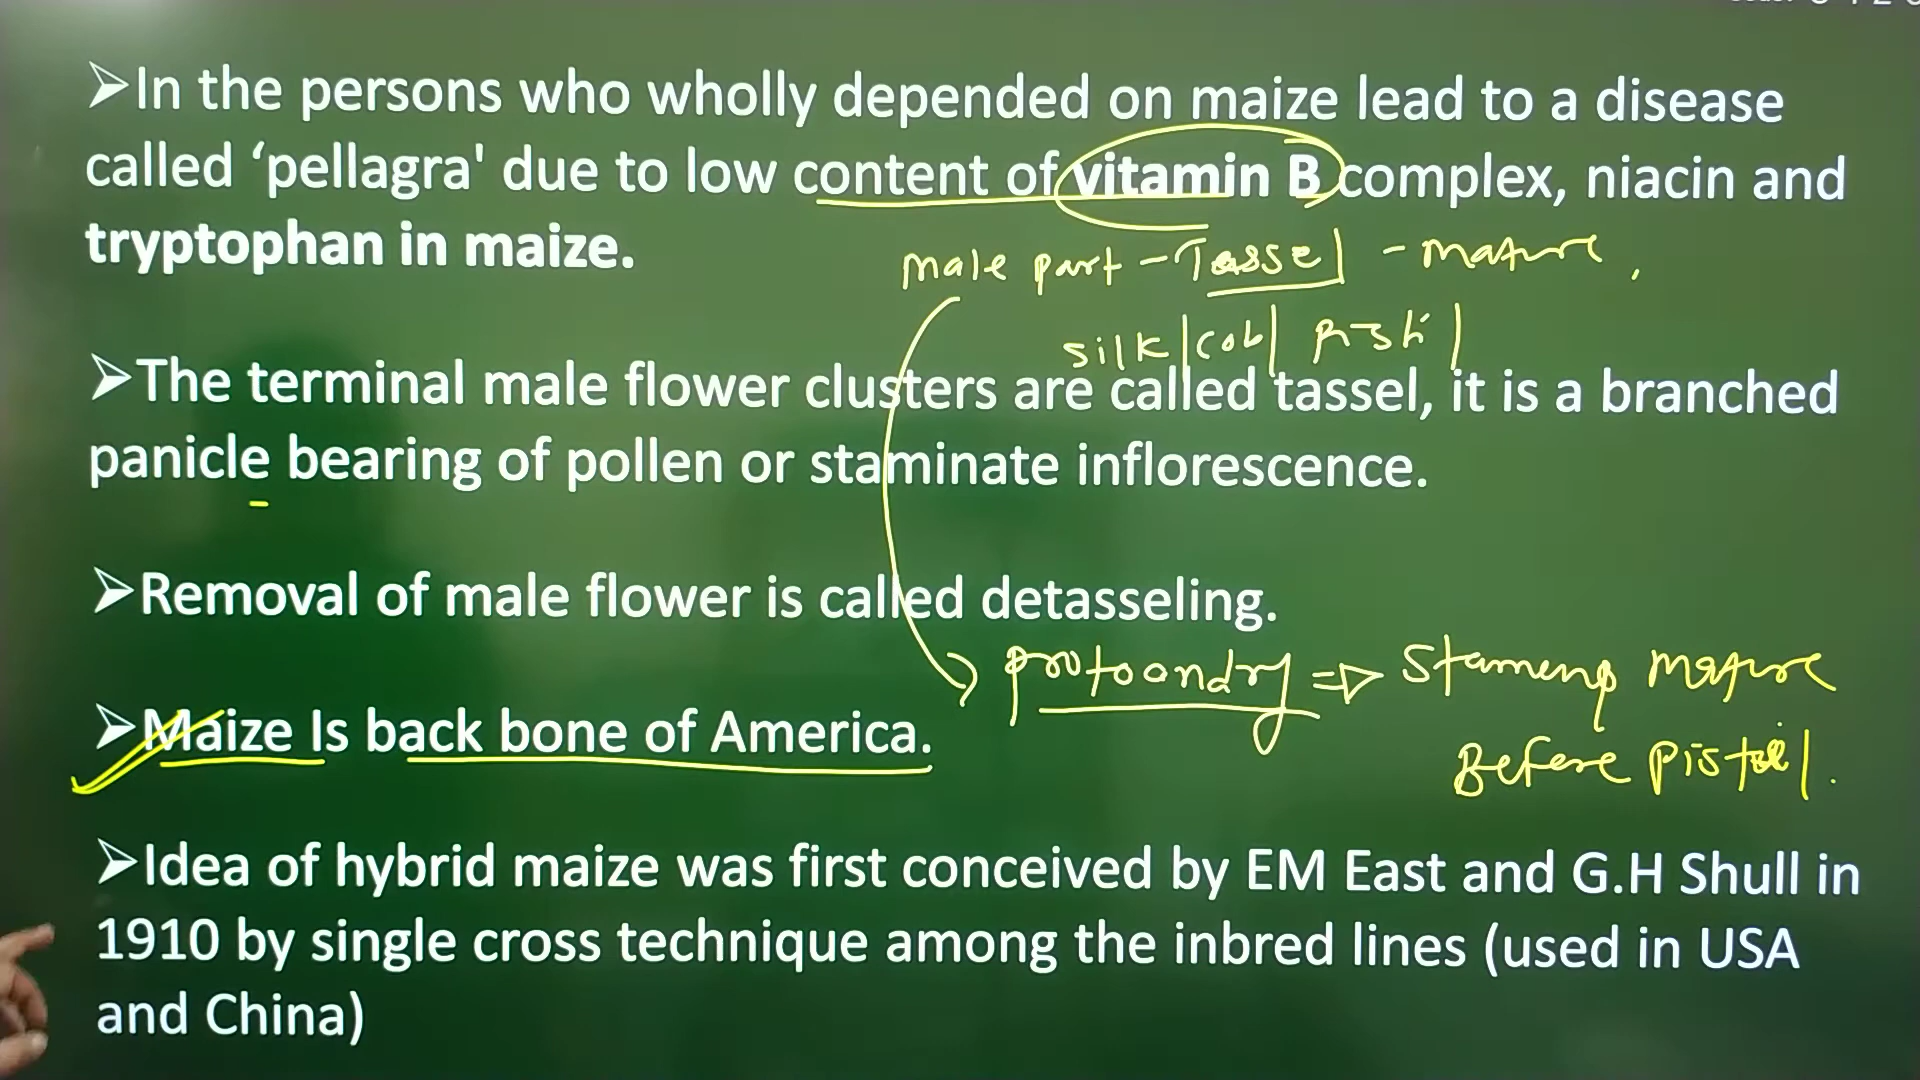 ➢In the persons who wholly depended on maize lead to a disease
called ‘pellagra' due to low content of vitamin B complex, niacin and
tryptophan in maize.
male part - Tassel - mature,
silk | cob |
➢The terminal male flower clusters are called tassel, it is a branched
panicle bearing of pollen or staminate inflorescence.
➢Removal of male flower is called detasseling.
protoandry ⇒ Stamens mature
Before pistil.
➢Maize Is back bone of America.
➢Idea of hybrid maize was first conceived by EM East and G.H Shull in
1910 by single cross technique among the inbred lines (used in USA
and China)